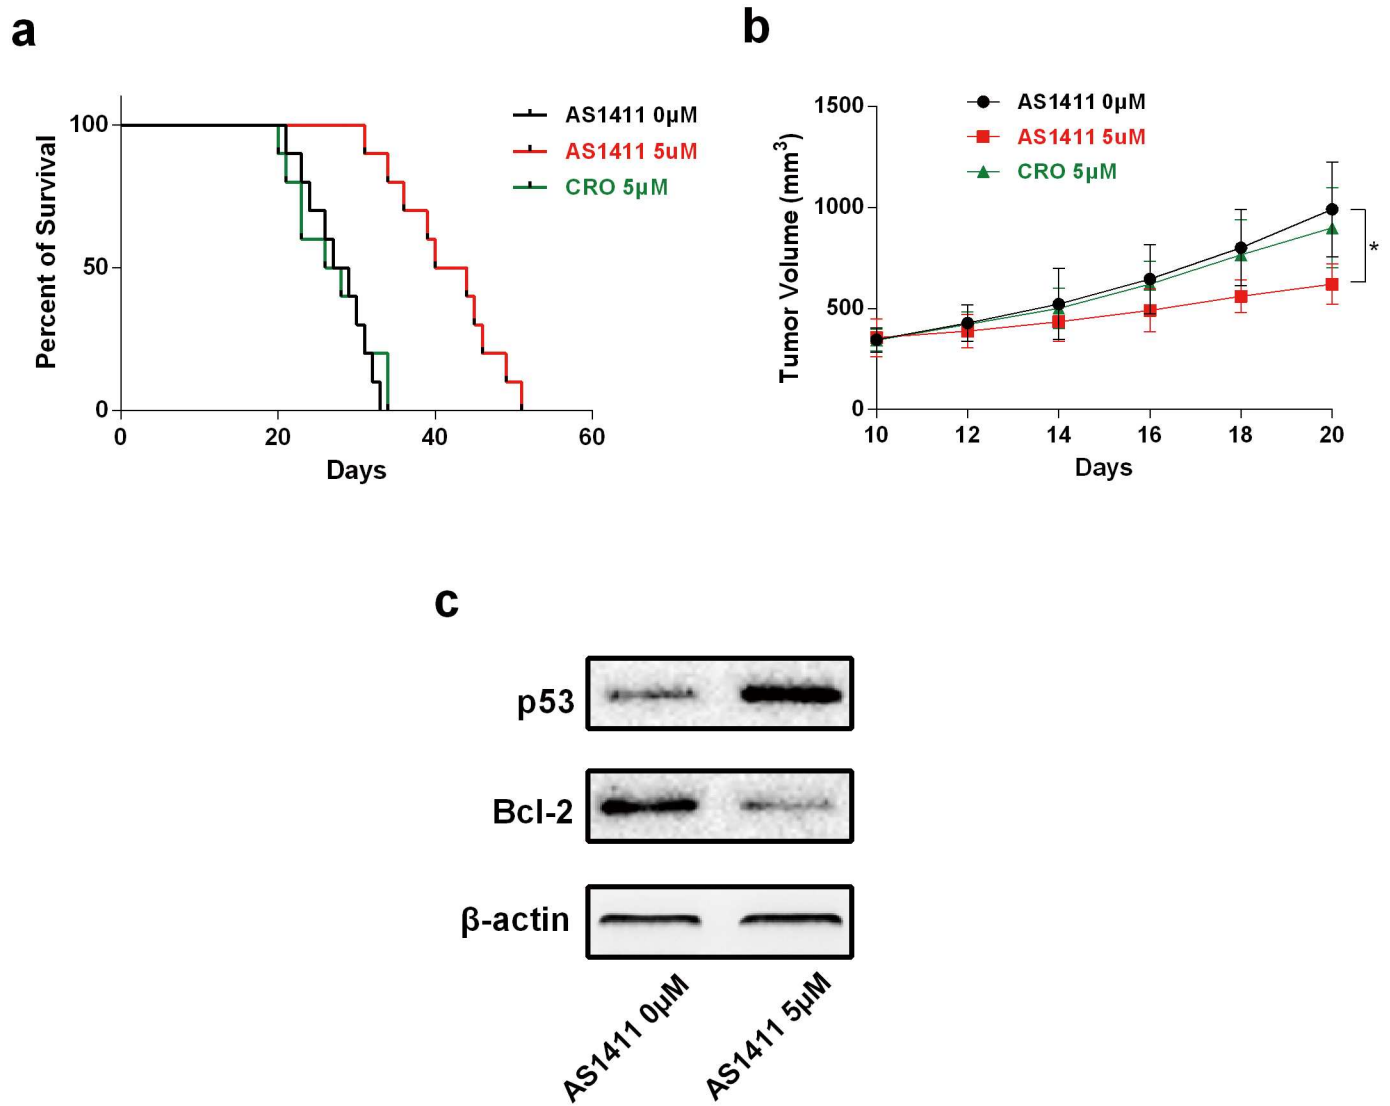 a
Percent of Survival
100
50
0
0 20 40 60
Days
AS1411 0µM
AS1411 5uM
CRO 5µM
b
Tumor Volume (mm³)
1500
1000
500
0
10 12 14 16 18 20
Days
AS1411 0µM
AS1411 5uM
CRO 5µM
*
c
p53
Bcl-2
β-actin
AS1411 0µM
AS1411 5µM